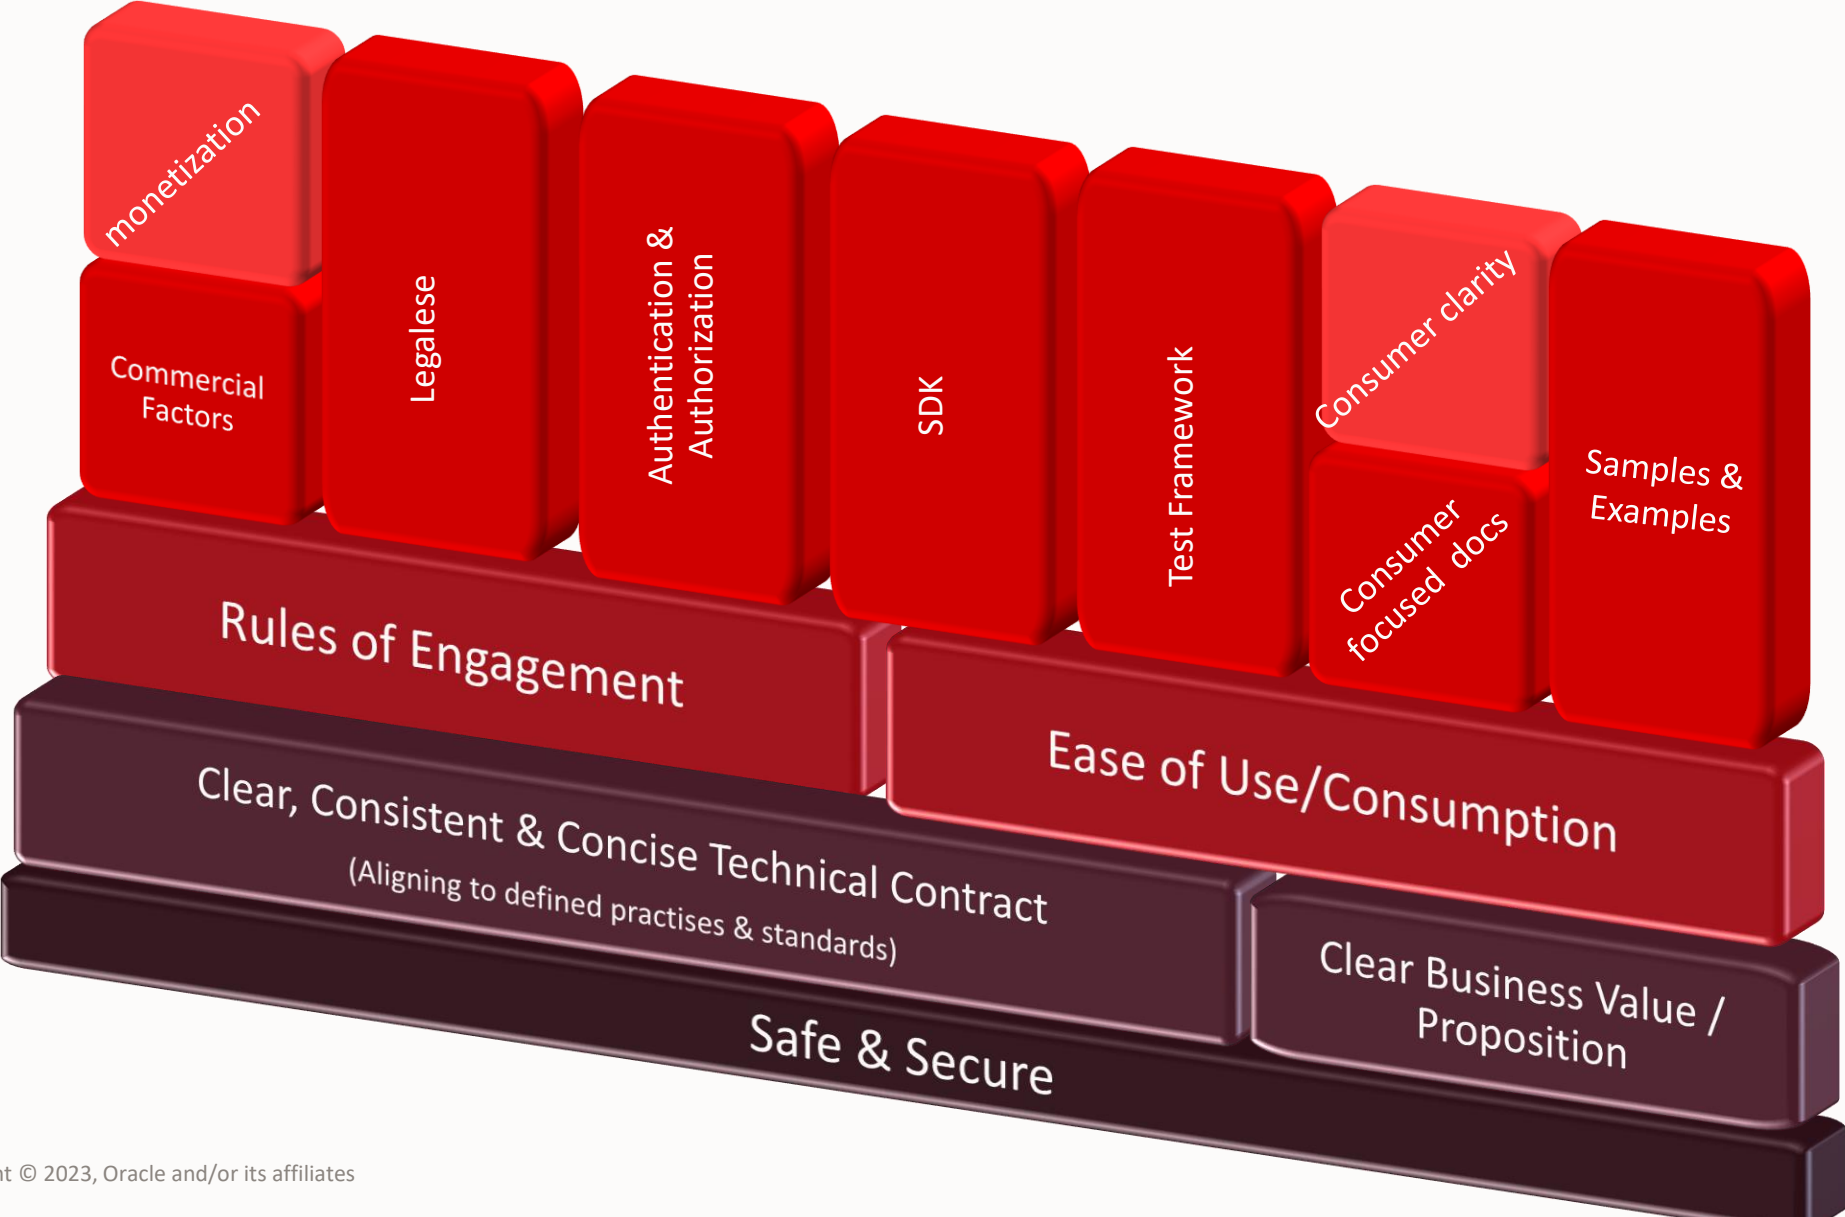 monetization
Commercial
Factors
Legalese
Authentication &
Authorization
SDK
Test Framework
Consumer clarity
Consumer
focused docs
Samples &
Examples
Rules of Engagement
Ease of Use/Consumption
Clear, Consistent & Concise Technical Contract
(Aligning to defined practises & standards)
Clear Business Value /
Proposition
Safe & Secure
© 2023, Oracle and/or its affiliates